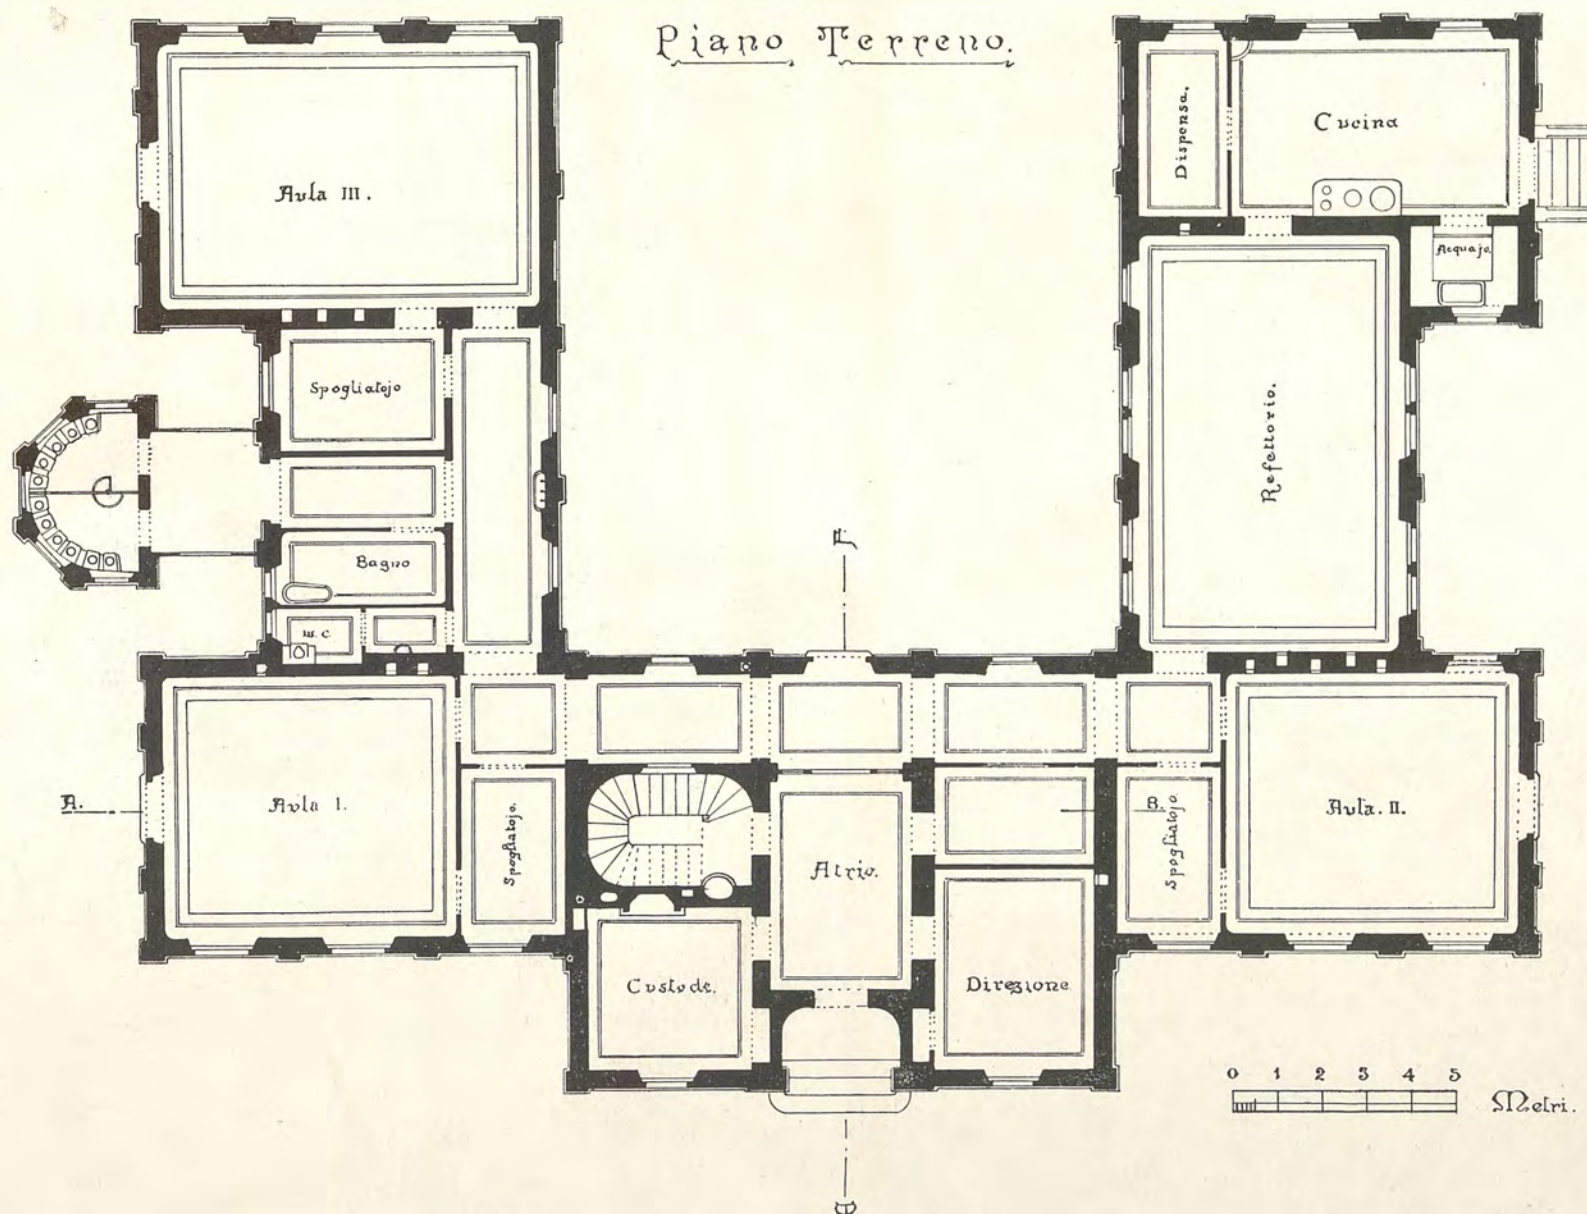 Piano Terreno.
Aula III.
Dispensa.
Cucina
Acquajo.
Spogliatojo
Refettorio.
Bagno
W. C.
A.
Aula I.
Spogliatojo.
Atrio.
B.
Spogliatojo.
Aula. II.
Custode.
Direzione
0 1 2 3 4 5
Metri.